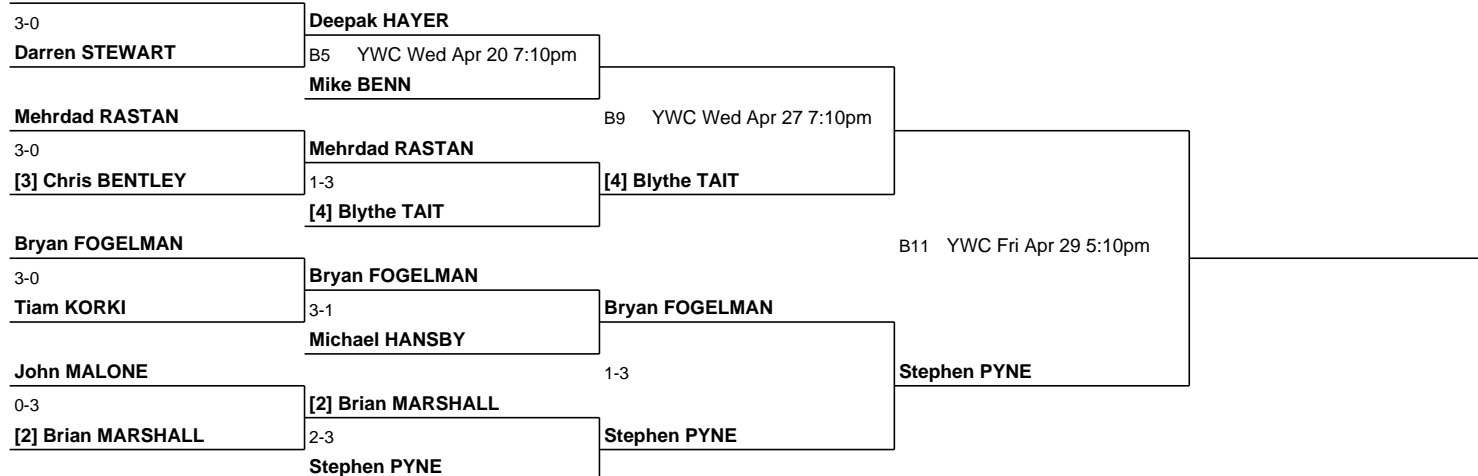 3-0
Deepak HAYER
Darren STEWART
B5 YWC Wed Apr 20 7:10pm
Mike BENN
Mehrdad RASTAN
B9 YWC Wed Apr 27 7:10pm
3-0
Mehrdad RASTAN
[3] Chris BENTLEY
1-3
[4] Blythe TAIT
[4] Blythe TAIT
Bryan FOGELMAN
B11 YWC Fri Apr 29 5:10pm
3-0
Bryan FOGELMAN
Tiam KORKI
3-1
Bryan FOGELMAN
Michael HANSBY
John MALONE
1-3
Stephen PYNE
0-3
[2] Brian MARSHALL
[2] Brian MARSHALL
2-3
Stephen PYNE
Stephen PYNE